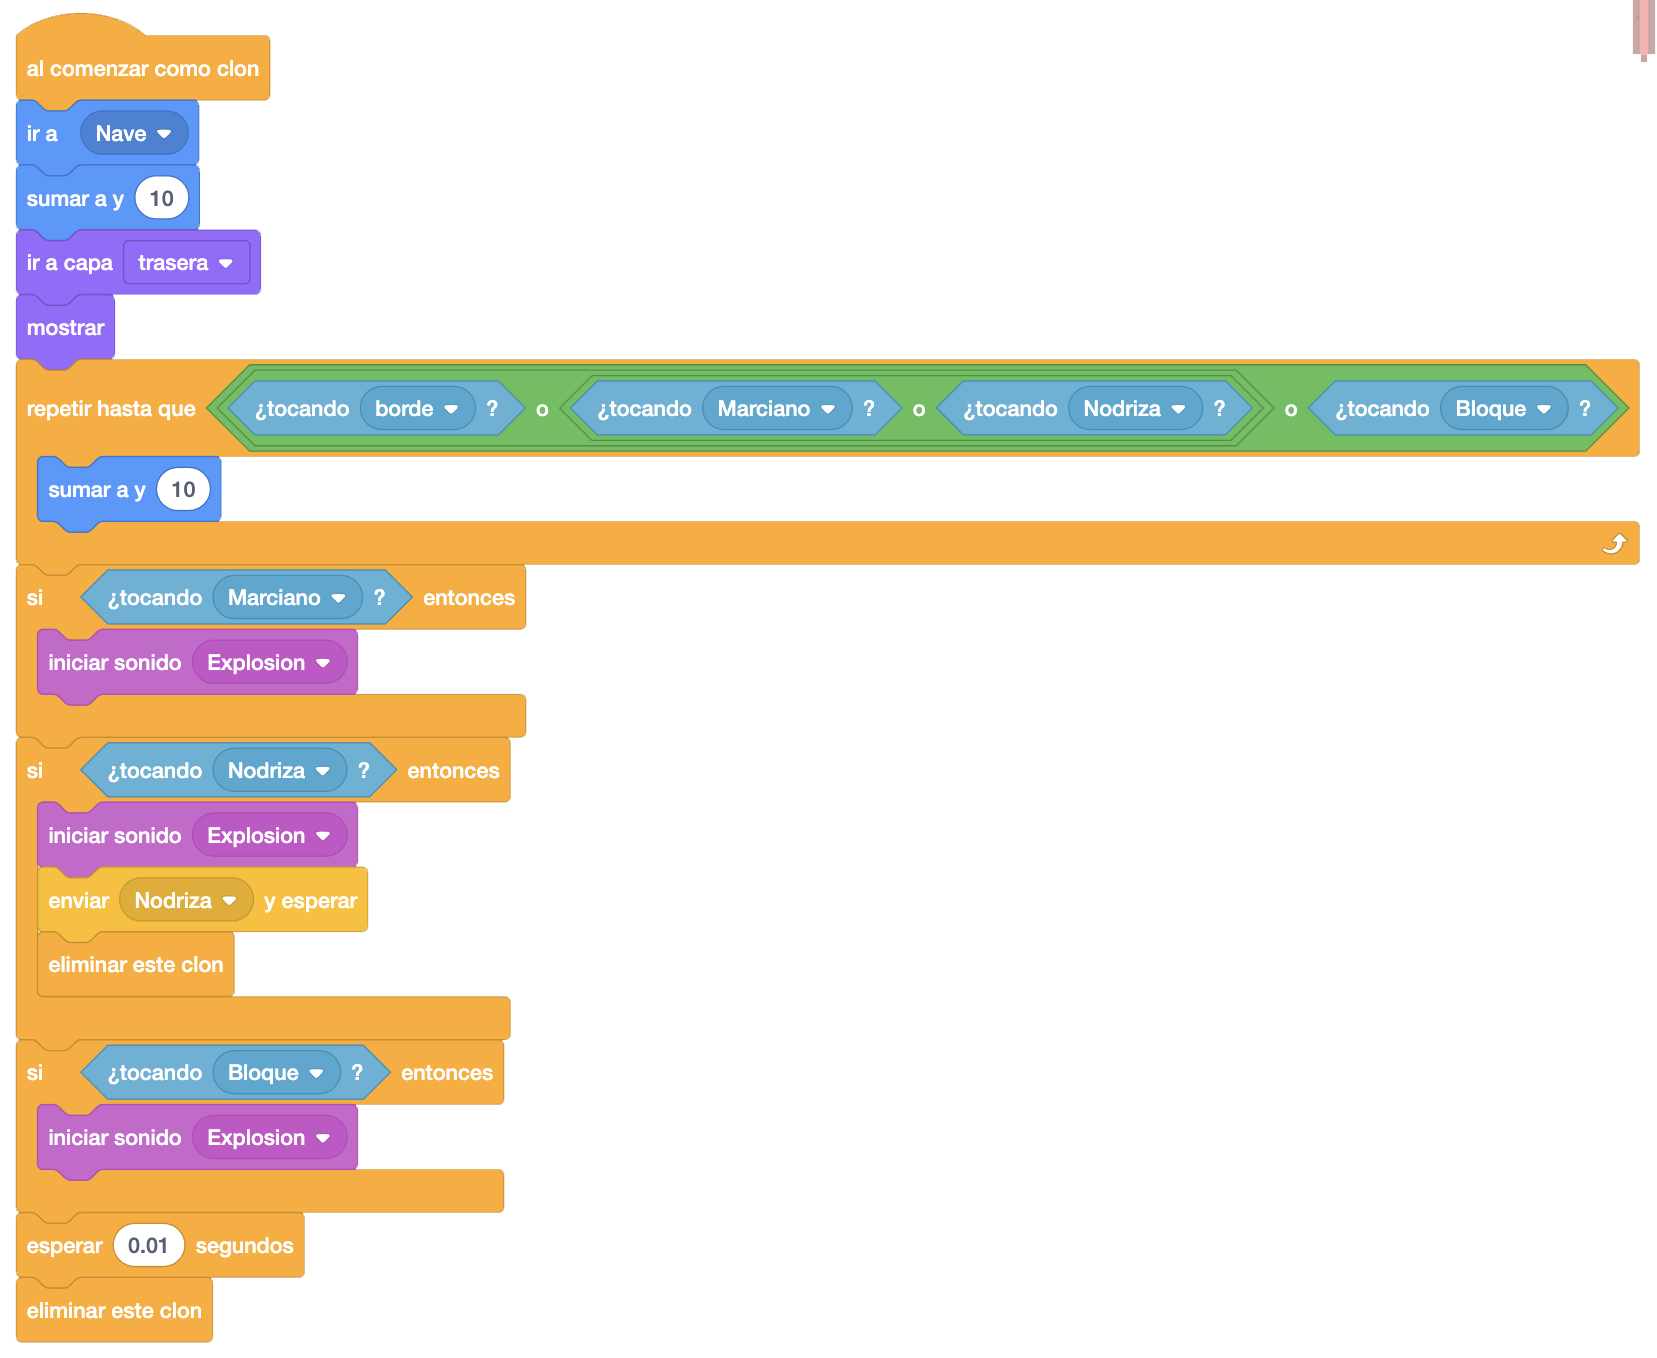 al comenzar como clon
ir a Nave
sumar a y 10
ir a capa trasera
mostrar
repetir hasta que ¿tocando borde ? o ¿tocando Marciano ? o ¿tocando Nodriza ? o ¿tocando Bloque ?
sumar a y 10
si ¿tocando Marciano ? entonces
iniciar sonido Explosion
si ¿tocando Nodriza ? entonces
iniciar sonido Explosion
enviar Nodriza y esperar
eliminar este clon
si ¿tocando Bloque ? entonces
iniciar sonido Explosion
esperar 0.01 segundos
eliminar este clon